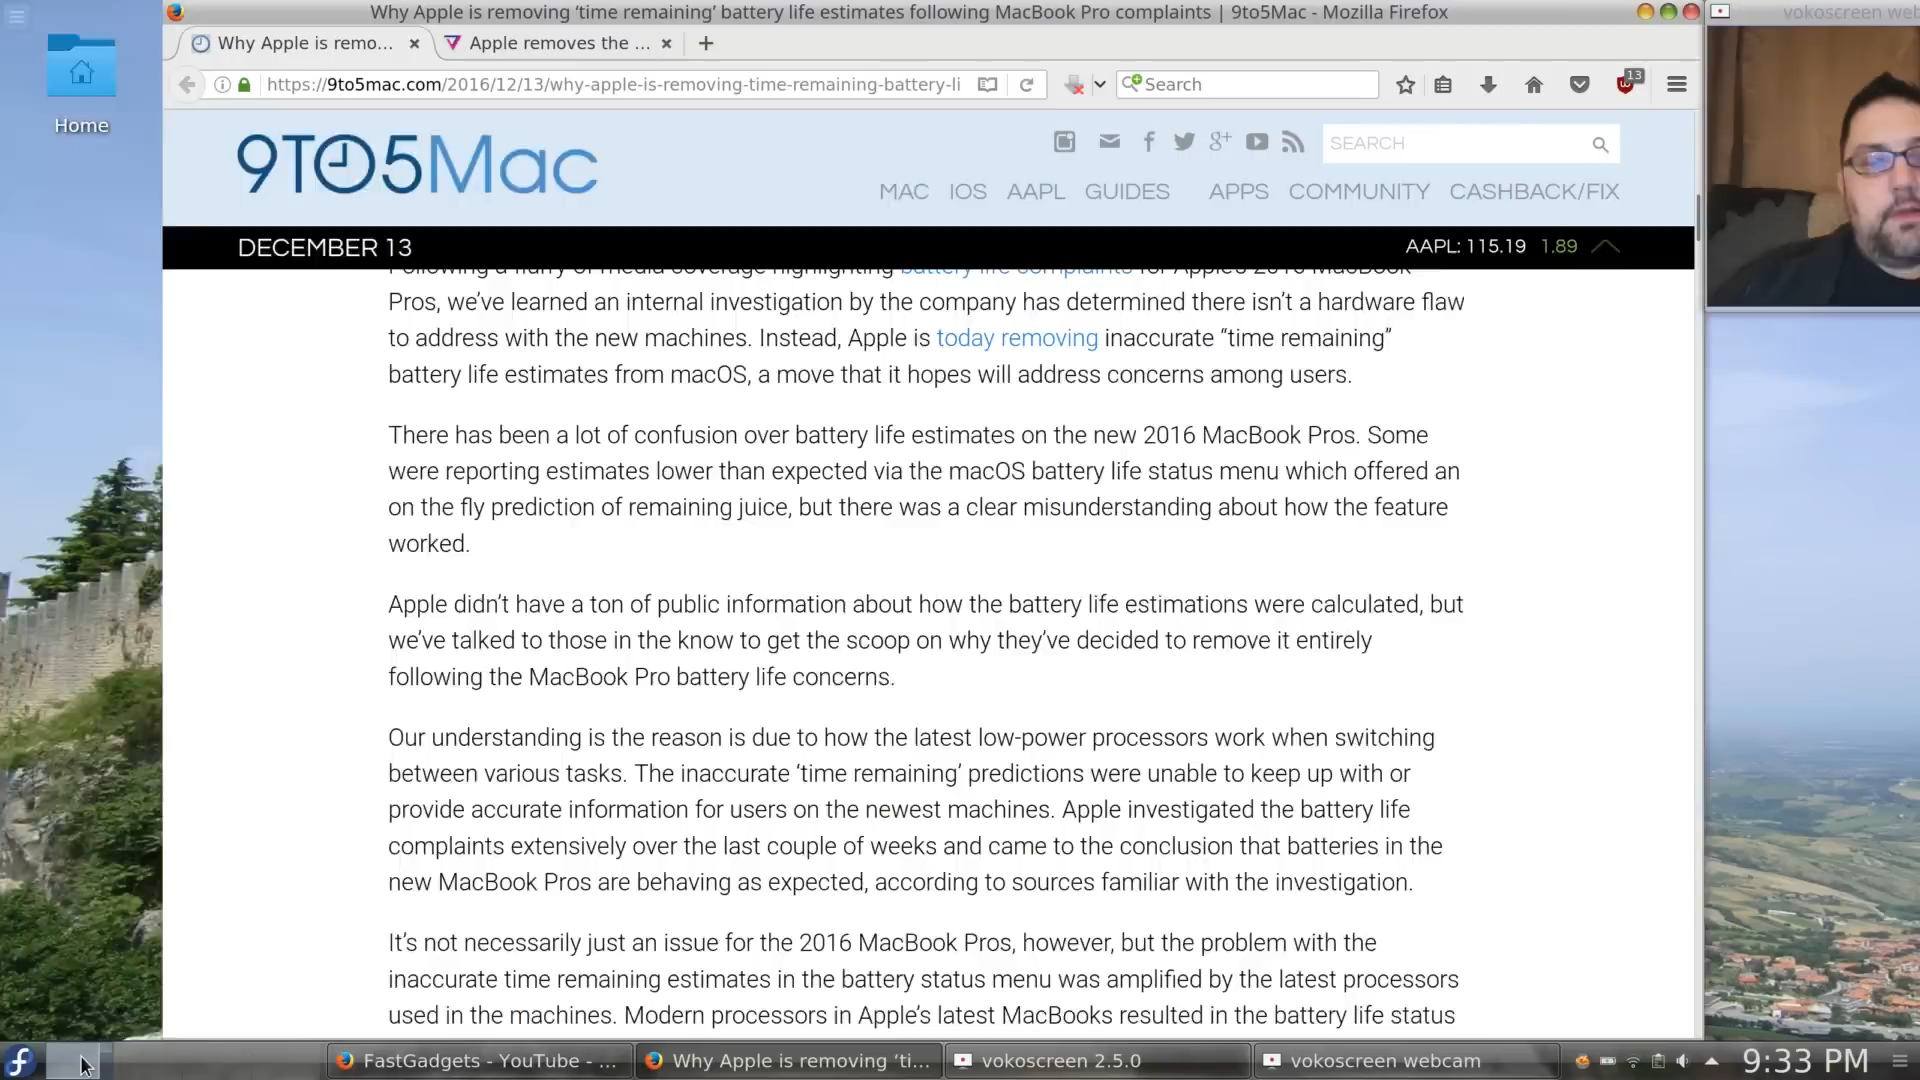 Why Apple is removing ‘time remaining’ battery life estimates following MacBook Pro complaints | 9to5Mac - Mozilla Firefox
vokoscreen web
Why Apple is remo...
Apple removes the ...
https://9to5mac.com/2016/12/13/why-apple-is-removing-time-remaining-battery-li
Search
13
Home
9TO5Mac
SEARCH
MAC IOS AAPL GUIDES APPS COMMUNITY CASHBACK/FIX
DECEMBER 13
AAPL: 115.19 1.89
Following a flurry of media coverage highlighting battery life complaints for Apple’s 2016 MacBook
Pros, we’ve learned an internal investigation by the company has determined there isn’t a hardware flaw
to address with the new machines. Instead, Apple is today removing inaccurate “time remaining”
battery life estimates from macOS, a move that it hopes will address concerns among users.
There has been a lot of confusion over battery life estimates on the new 2016 MacBook Pros. Some
were reporting estimates lower than expected via the macOS battery life status menu which offered an
on the fly prediction of remaining juice, but there was a clear misunderstanding about how the feature
worked.
Apple didn’t have a ton of public information about how the battery life estimations were calculated, but
we’ve talked to those in the know to get the scoop on why they’ve decided to remove it entirely
following the MacBook Pro battery life concerns.
Our understanding is the reason is due to how the latest low-power processors work when switching
between various tasks. The inaccurate ‘time remaining’ predictions were unable to keep up with or
provide accurate information for users on the newest machines. Apple investigated the battery life
complaints extensively over the last couple of weeks and came to the conclusion that batteries in the
new MacBook Pros are behaving as expected, according to sources familiar with the investigation.
It’s not necessarily just an issue for the 2016 MacBook Pros, however, but the problem with the
inaccurate time remaining estimates in the battery status menu was amplified by the latest processors
used in the machines. Modern processors in Apple’s latest MacBooks resulted in the battery life status
FastGadgets - YouTube - ...
Why Apple is removing ‘ti...
vokoscreen 2.5.0
vokoscreen webcam
9:33 PM